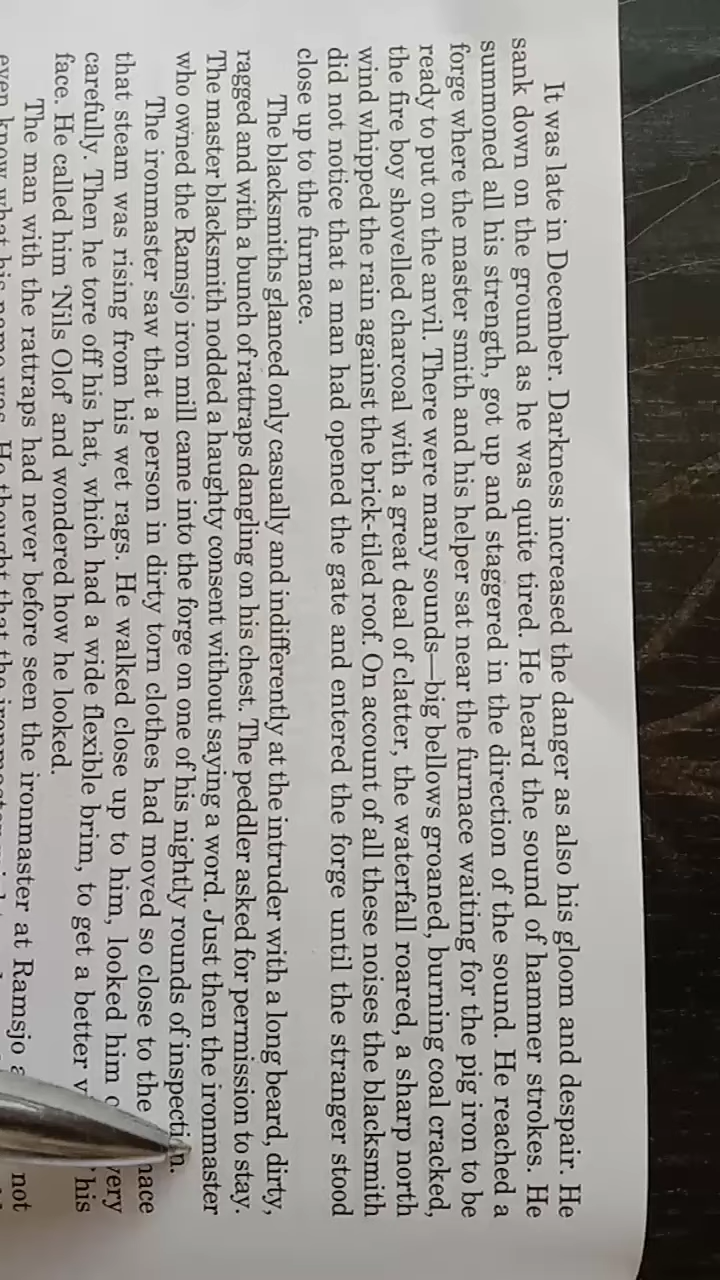 It was late in December. Darkness increased the danger as also his gloom and despair. He
sank down on the ground as he was quite tired. He heard the sound of hammer strokes. He
summoned all his strength, got up and staggered in the direction of the sound. He reached a
forge where the master smith and his helper sat near the furnace waiting for the pig iron to be
ready to put on the anvil. There were many sounds—big bellows groaned, burning coal cracked,
the fire boy shovelled charcoal with a great deal of clatter, the waterfall roared, a sharp north
wind whipped the rain against the brick-tiled roof. On account of all these noises the blacksmith
did not notice that a man had opened the gate and entered the forge until the stranger stood
close up to the furnace.
The blacksmiths glanced only casually and indifferently at the intruder with a long beard, dirty,
ragged and with a bunch of rattraps dangling on his chest. The peddler asked for permission to stay.
The master blacksmith nodded a haughty consent without saying a word. Just then the ironmaster
who owned the Ramsjo iron mill came into the forge on one of his nightly rounds of inspection.
The ironmaster saw that a person in dirty torn clothes had moved so close to the
that steam was rising from his wet rags. He walked close up to him, looked him
carefully. Then he tore off his hat, which had a wide flexible brim, to get a better his
face. He called him ‘Nils Olof’ and wondered how he looked.
The man with the rattraps had never before seen the ironmaster at Ramsjo not
even know what his name was. He thought that the